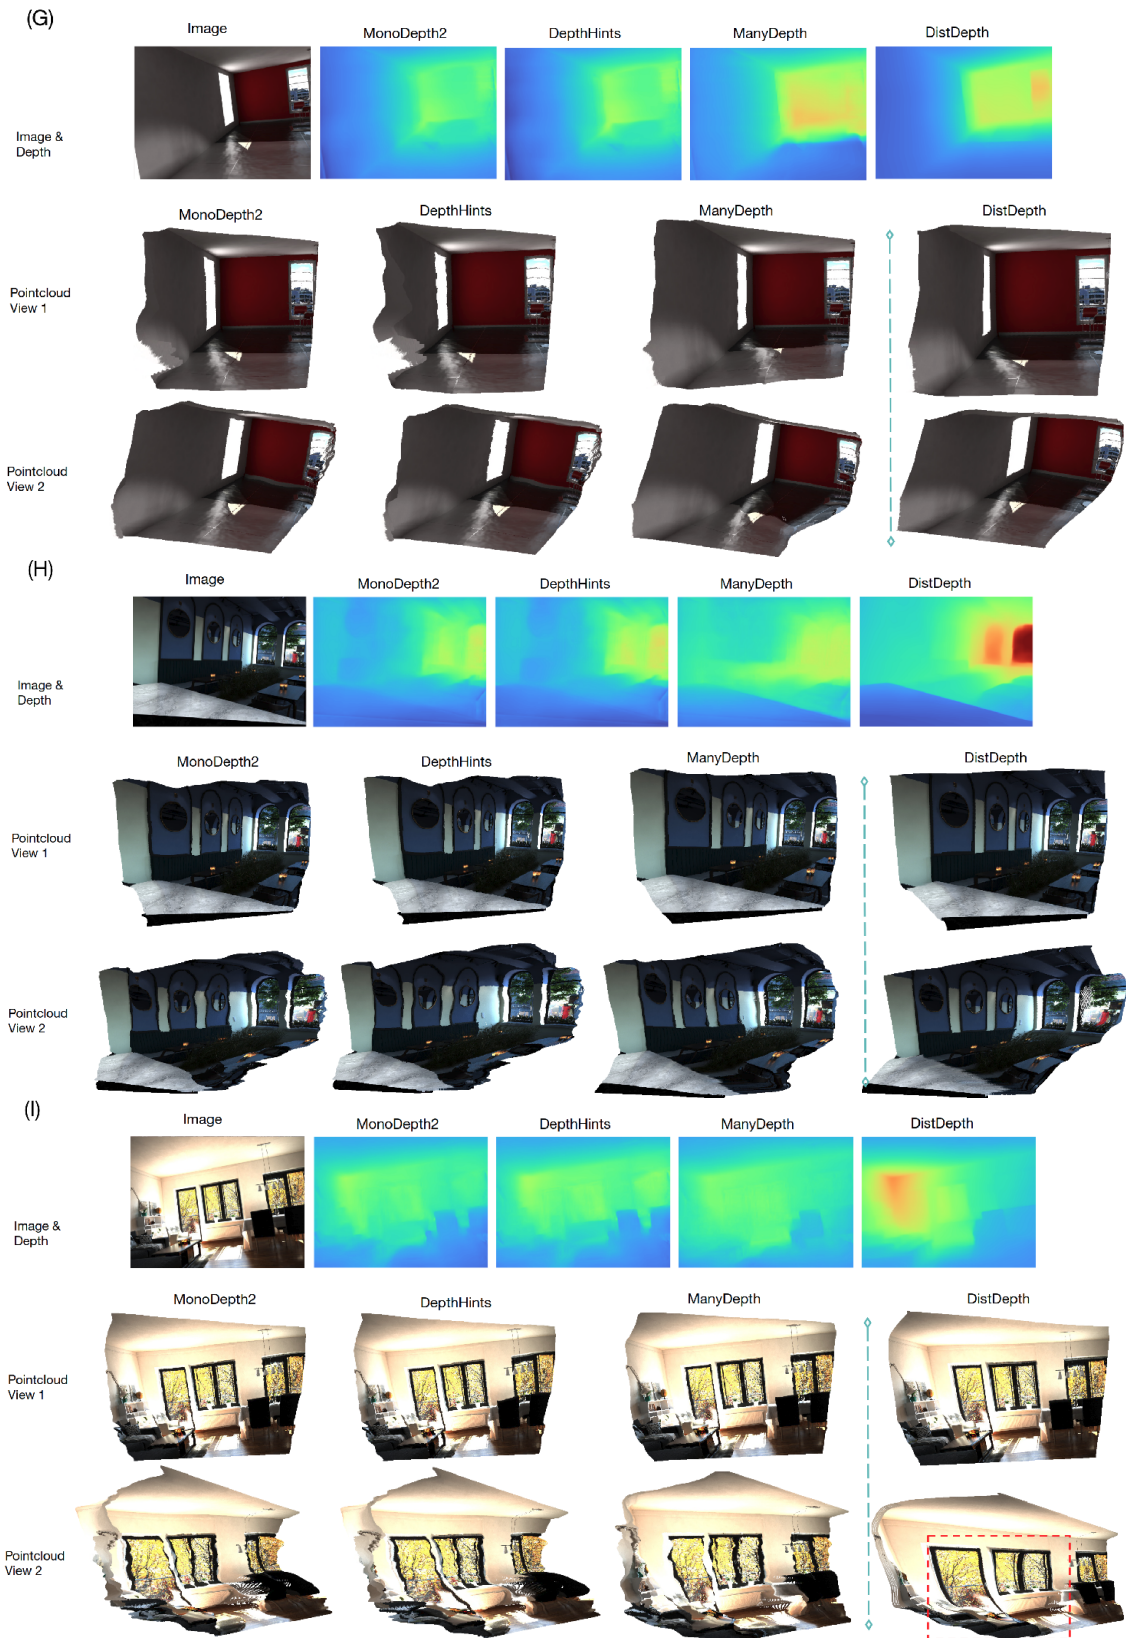 (G)
Image
MonoDepth2
DepthHints
ManyDepth
DistDepth
Image &
Depth
MonoDepth2
DepthHints
ManyDepth
DistDepth
Pointcloud
View 1
Pointcloud
View 2
(H)
Image
MonoDepth2
DepthHints
ManyDepth
DistDepth
Image &
Depth
MonoDepth2
DepthHints
ManyDepth
DistDepth
Pointcloud
View 1
Pointcloud
View 2
(I)
Image
MonoDepth2
DepthHints
ManyDepth
DistDepth
Image &
Depth
MonoDepth2
DepthHints
ManyDepth
DistDepth
Pointcloud
View 1
Pointcloud
View 2